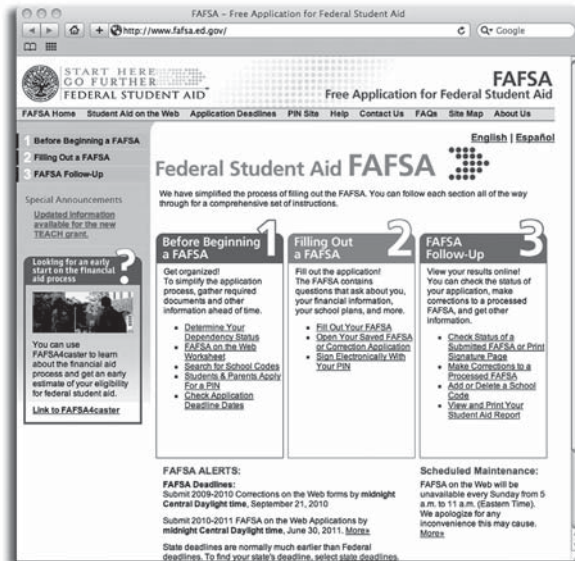 FAFSA – Free Application for Federal Student Aid
http://www.fafsa.ed.gov/
Google
START HERE
GO FURTHER
FEDERAL STUDENT AID
FAFSA
Free Application for Federal Student Aid
FAFSA Home Student Aid on the Web Application Deadlines PIN Site Help Contact Us FAQs Site Map About Us
1 Before Beginning a FAFSA
2 Filling Out a FAFSA
3 FAFSA Follow-Up
Special Announcements
Updated information
available for the new
TEACH grant.
Looking for an early
start on the financial
aid process
?
You can use
FAFSA4caster to learn
about the financial aid
process and get an early
estimate of your eligibility
for federal student aid.
Link to FAFSA4caster
English | Español
Federal Student Aid FAFSA
We have simplified the process of filling out the FAFSA. You can follow each section all of the way
through for a comprehensive set of instructions.
Before Beginning
a FAFSA
1
Get organized!
To simplify the application
process, gather required
documents and other
information ahead of time.
• Determine Your
Dependency Status
• FAFSA on the Web
Worksheet
• Search for School Codes
• Students & Parents Apply
For a PIN
• Check Application
Deadline Dates
Filling Out
a FAFSA
2
Fill out the application!
The FAFSA contains
questions that ask about you,
your financial information,
your school plans, and more.
• Fill Out Your FAFSA
• Open Your Saved FAFSA
or Correction Application
• Sign Electronically With
Your PIN
FAFSA
Follow-Up
3
View your results online!
You can check the status of
your application, make
corrections to a processed
FAFSA, and get other
information.
• Check Status of a
Submitted FAFSA or Print
Signature Page
• Make Corrections to a
Processed FAFSA
• Add or Delete a School
Code
• View and Print Your
Student Aid Report
FAFSA ALERTS:
FAFSA Deadlines:
Submit 2009-2010 Corrections on the Web forms by midnight
Central Daylight time, September 21, 2010
Submit 2010-2011 FAFSA on the Web Applications by
midnight Central Daylight time, June 30, 2011. More»
State deadlines are normally much earlier than Federal
deadlines. To find your state's deadline, select state deadlines.
Scheduled Maintenance:
FAFSA on the Web will be
unavailable every Sunday from 5
a.m. to 11 a.m. (Eastern Time).
We apologize for any
inconvenience this may cause.
More»